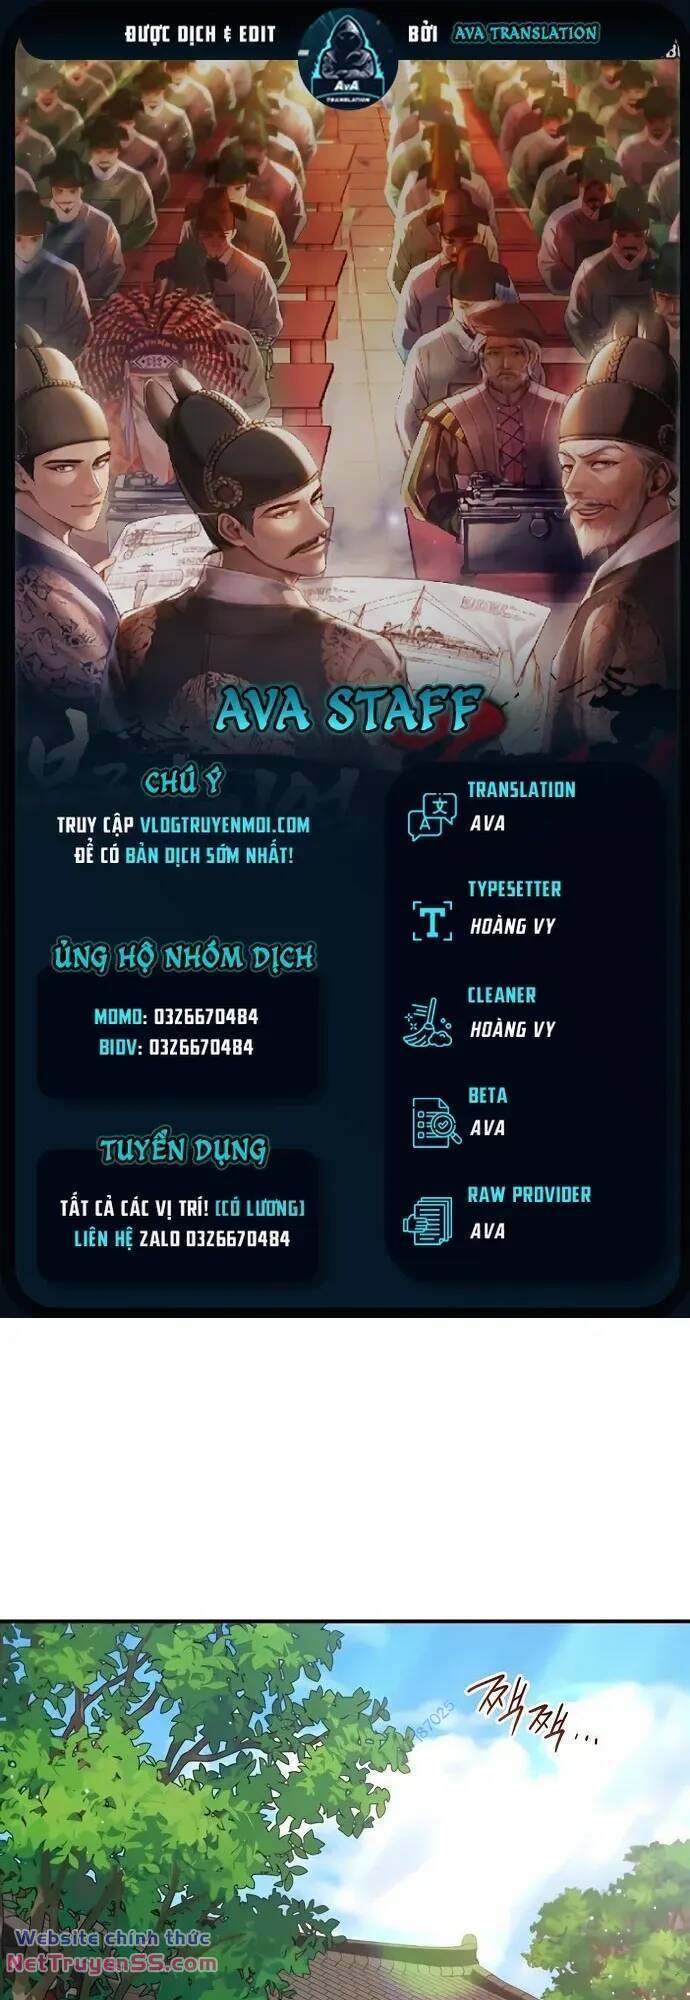 ĐƯỢC DỊCH & EDIT
BỞI AVA TRANSLATION
AVA
TRANSLATION
AVA STAFF
CHÚ Ý
TRUY CẬP VLOGTRUYENMOI.COM
ĐỂ CÓ BẢN DỊCH SỚM NHẤT!
ỦNG HỘ NHÓM DỊCH
MOMO: 0326670484
BIDV: 0326670484
TUYỂN DỤNG
TẤT CẢ CÁC VỊ TRÍ! (CÓ LƯƠNG)
LIÊN HỆ ZALO 0326670484
TRANSLATION
AVA
TYPESETTER
HOÀNG VY
CLEANER
HOÀNG VY
BETA
AVA
RAW PROVIDER
AVA
짹짹...
187025
Website chính thức
NetTruyenSS.com